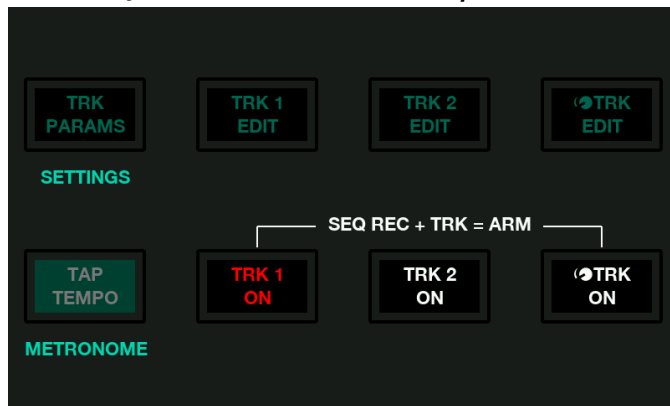 TRK
PARAMS
TRK 1
EDIT
TRK 2
EDIT
TRK
EDIT
SETTINGS
SEQ REC + TRK = ARM
TAP
TEMPO
TRK 1
ON
TRK 2
ON
TRK
ON
METRONOME